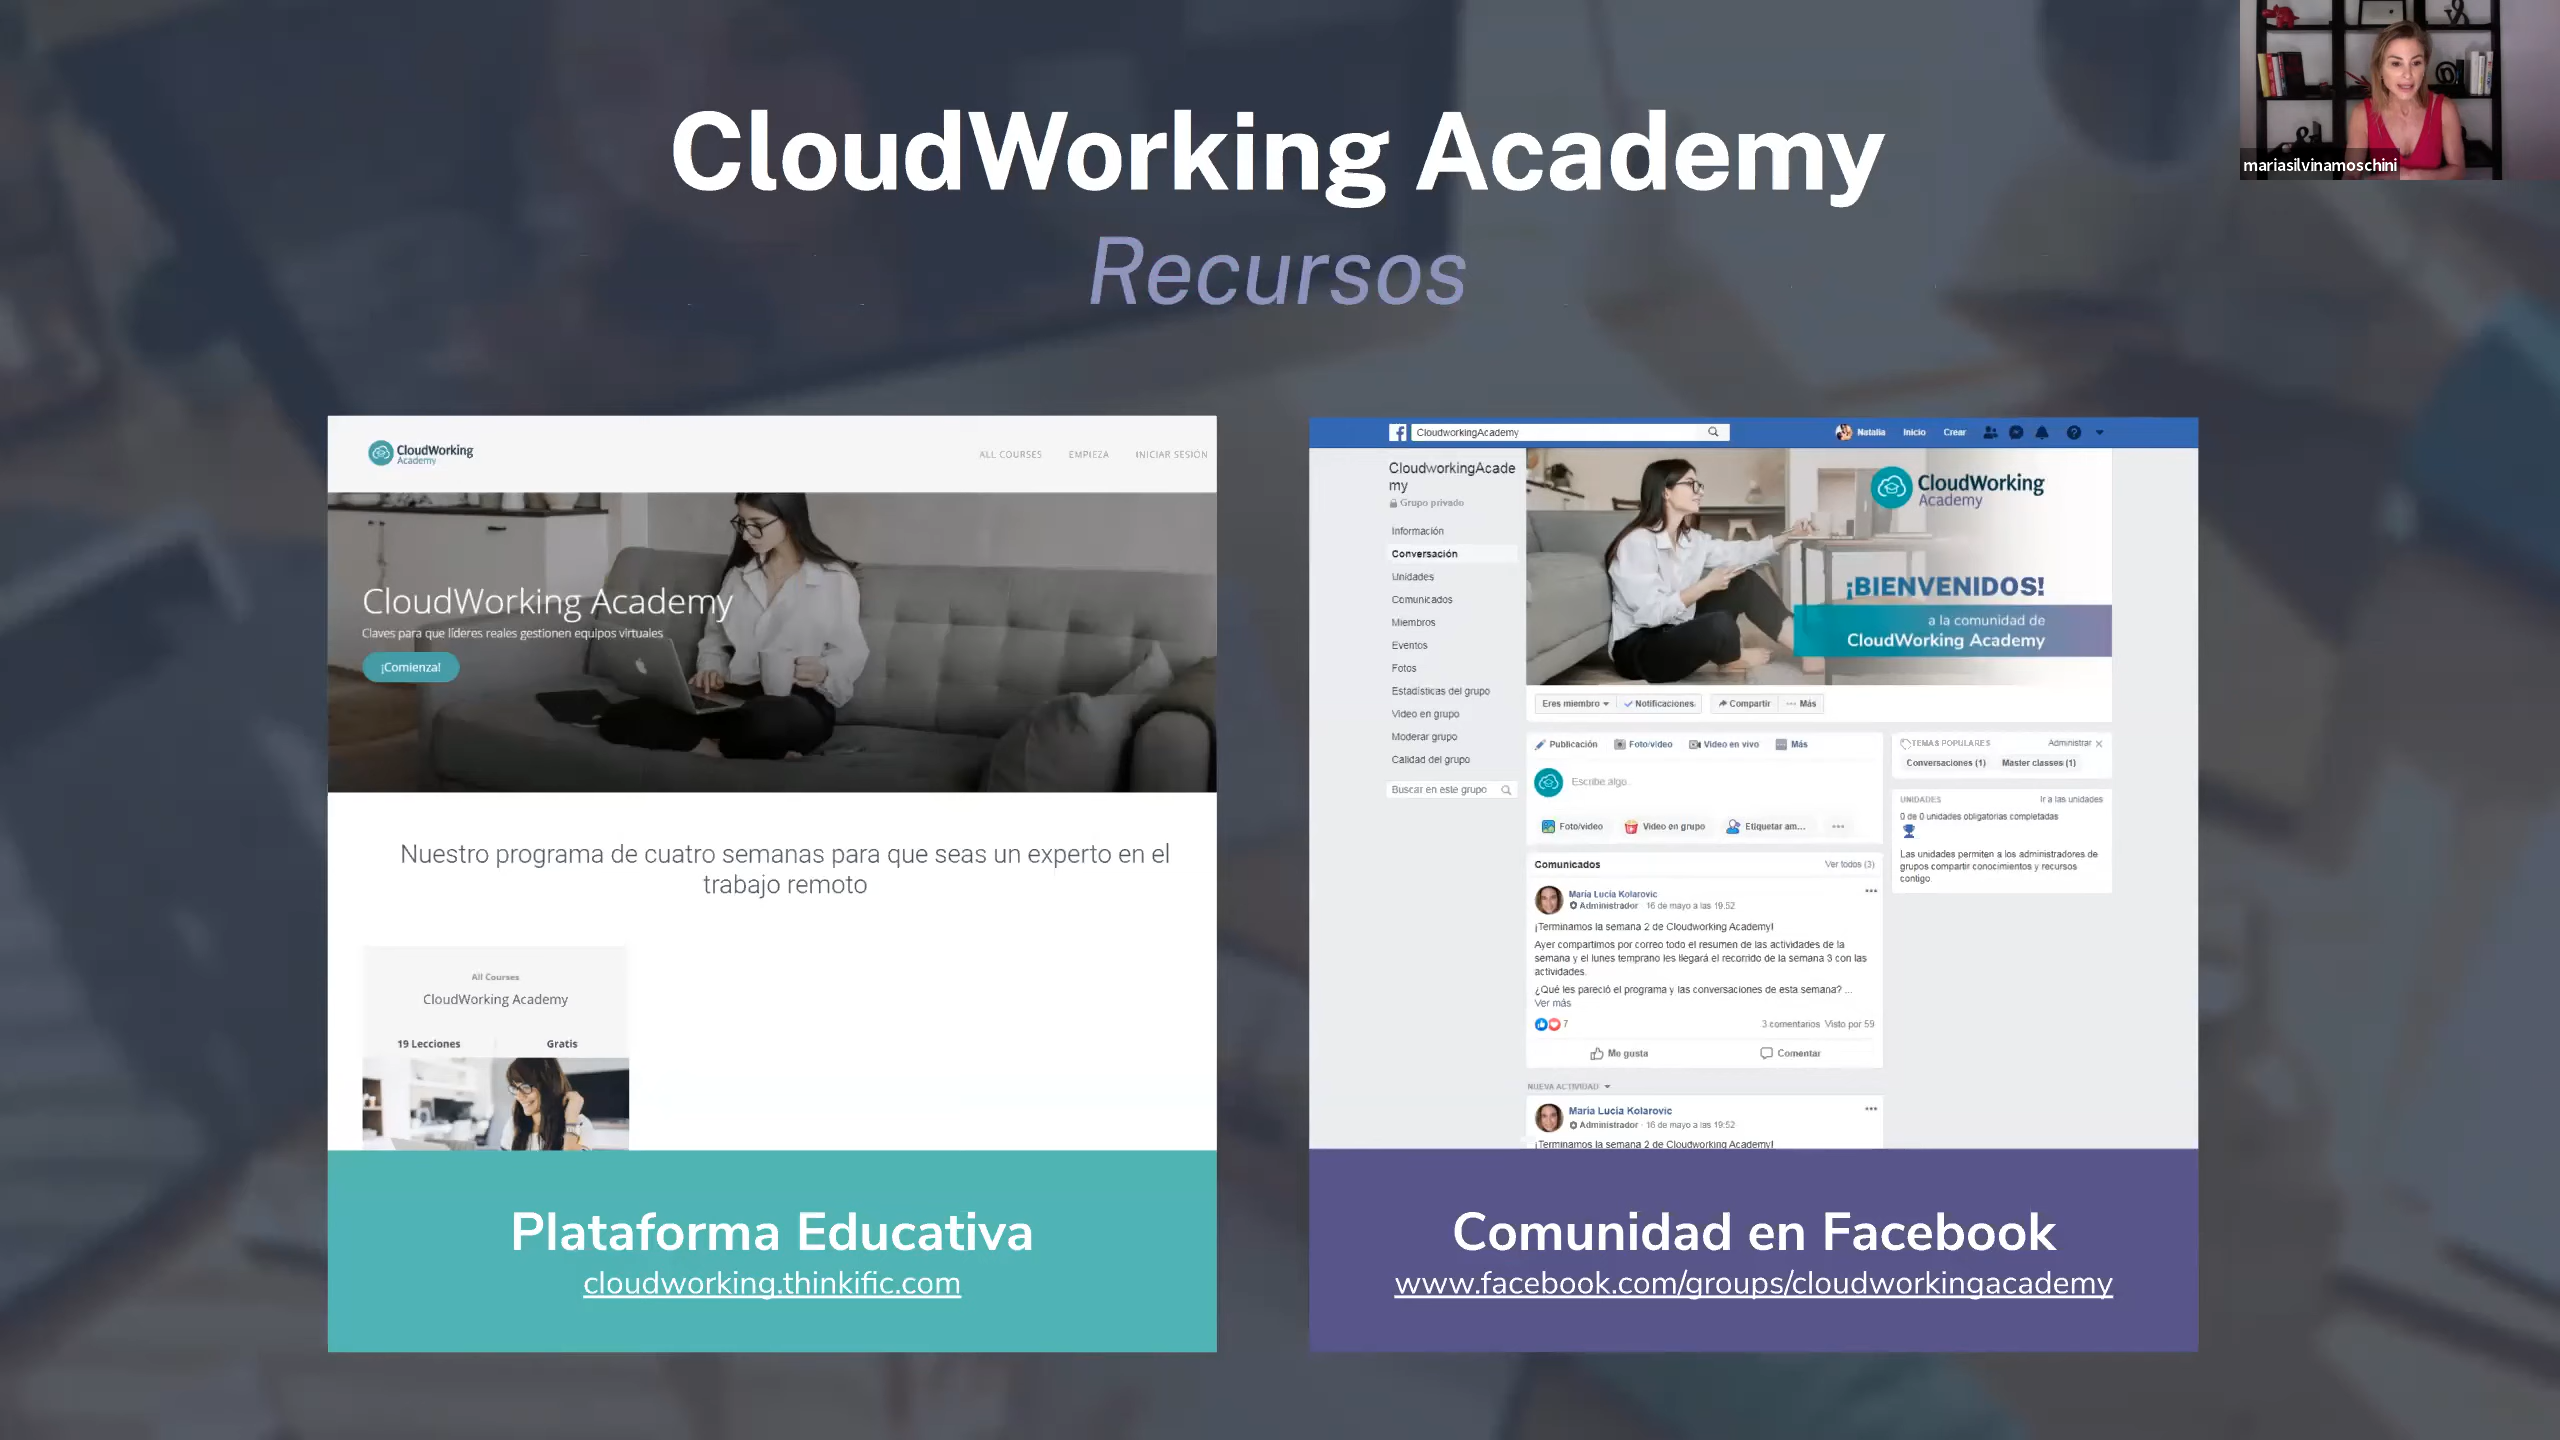 CloudWorking Academy
Recursos
mariasilvinamoschini
CloudWorking
Academy
ALL COURSES EMPIEZA INICIAR SESIÓN
CloudWorking Academy
Claves para que líderes reales gestionen equipos virtuales
¡Comienza!
Nuestro programa de cuatro semanas para que seas un experto en el
trabajo remoto
All Courses
CloudWorking Academy
19 Lecciones Gratis
Plataforma Educativa
cloudworking.thinkific.com
CloudworkingAcademy
Natalia Inicio Crear
CloudworkingAcade
my
Grupo privado
Información
Conversación
Unidades
Comunicados
Miembros
Eventos
Fotos
Estadísticas del grupo
Video en grupo
Moderar grupo
Calidad del grupo
Buscar en este grupo
CloudWorking
Academy
¡BIENVENIDOS!
a la comunidad de
CloudWorking Academy
Eres miembro Notificaciones Compartir Más
Publicación Foto/video Video en vivo Más
Escribe algo...
Foto/video Video en grupo Etiquetar am...
Comunicados Ver todos (3)
María Lucía Kolarovic
Administrador · 16 de mayo a las 19:52
¡Terminamos la semana 2 de Cloudworking Academy!
Ayer compartimos por correo todo el resumen de las actividades de la
semana y el lunes temprano les llegará el recorrido de la semana 3 con las
actividades.
¿Qué les pareció el programa y las conversaciones de esta semana? ...
Ver más
7 3 comentarios Visto por 59
Me gusta Comentar
NUEVA ACTIVIDAD
María Lucía Kolarovic
Administrador · 16 de mayo a las 19:52
¡Terminamos la semana 2 de Cloudworking Academy!
TEMAS POPULARES Administrar
Conversaciones (1) Master classes (1)
UNIDADES Ir a las unidades
0 de 0 unidades obligatorias completadas
Las unidades permiten a los administradores de
grupos compartir conocimientos y recursos
contigo.
Comunidad en Facebook
www.facebook.com/groups/cloudworkingacademy